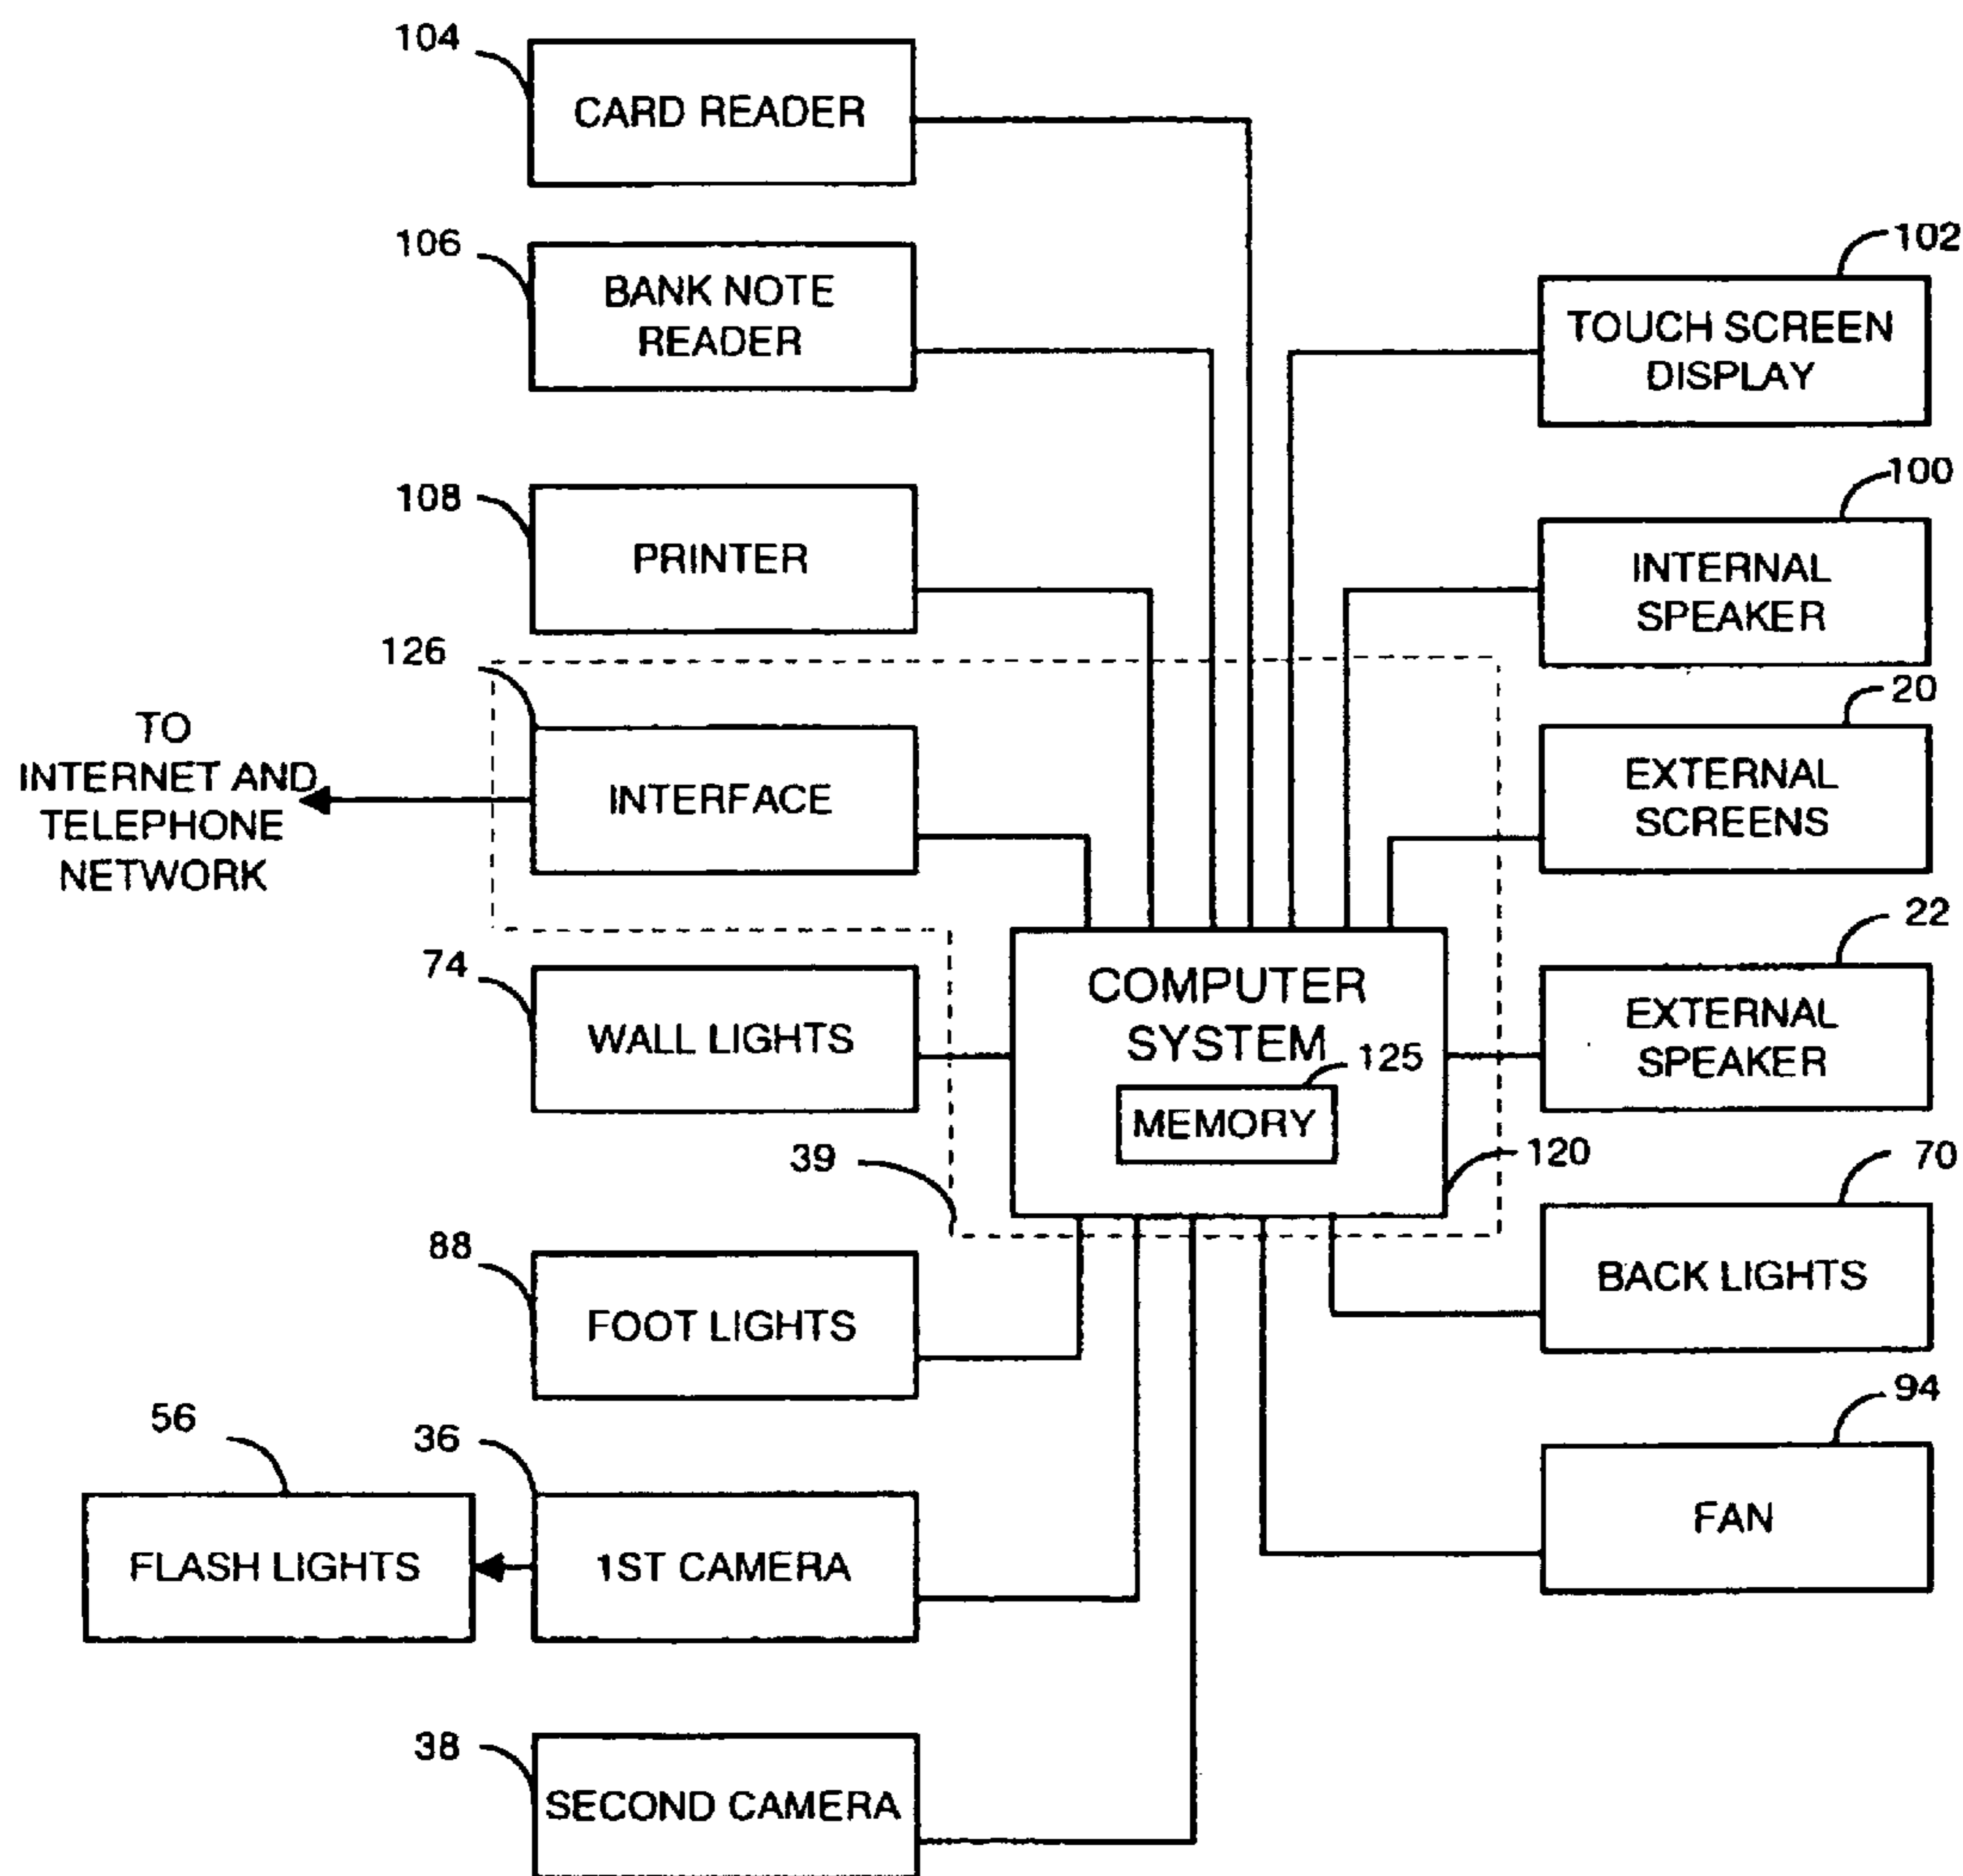 104
CARD READER
106
BANK NOTE
READER
102
TOUCH SCREEN
DISPLAY
108
PRINTER
100
INTERNAL
SPEAKER
126
INTERFACE
TO
INTERNET AND
TELEPHONE
NETWORK
20
EXTERNAL
SCREENS
74
WALL LIGHTS
COMPUTER
SYSTEM
125
MEMORY
120
39
22
EXTERNAL
SPEAKER
70
BACK LIGHTS
88
FOOT LIGHTS
94
FAN
56
FLASH LIGHTS
36
1ST CAMERA
38
SECOND CAMERA